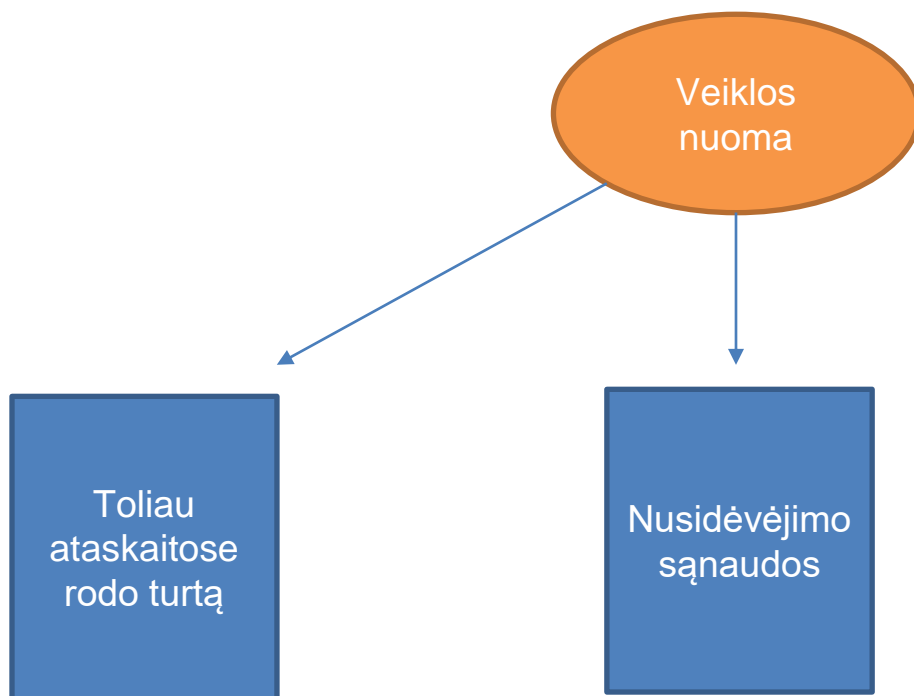 Veiklos
nuoma
Toliau
ataskaitose
rodo turtą
Nusidėvėjimo
sąnaudos